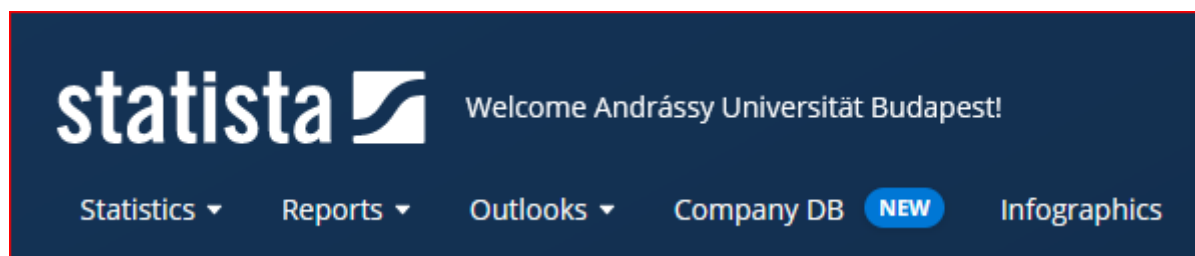 statista
Welcome Andrássy Universität Budapest!
Statistics Reports Outlooks Company DB NEW Infographics